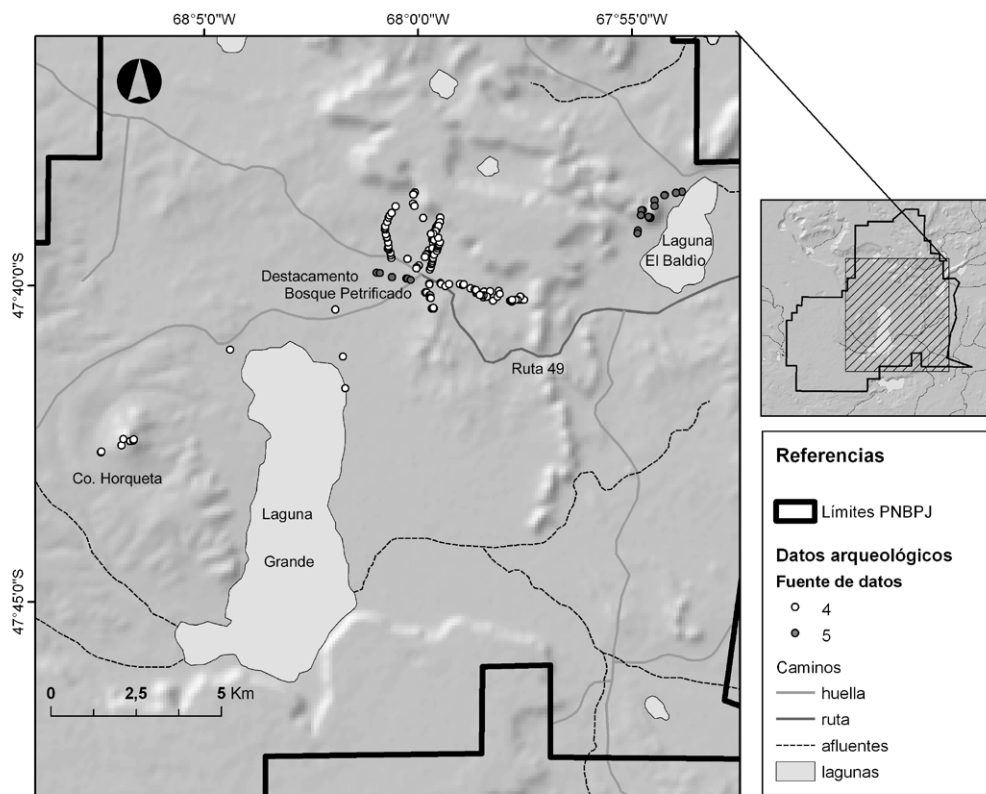 68°5'0"W
68°0'0"W
67°55'0"W
47°40'0"S
47°45'0"S
Destacamento
Bosque Petrificado
Laguna
El Baldío
Ruta 49
Co. Horqueta
Laguna
Grande
0 2,5 5 Km
Referencias
Límites PNBPJ
Datos arqueológicos
Fuente de datos
4
5
Caminos
huella
ruta
afluentes
lagunas